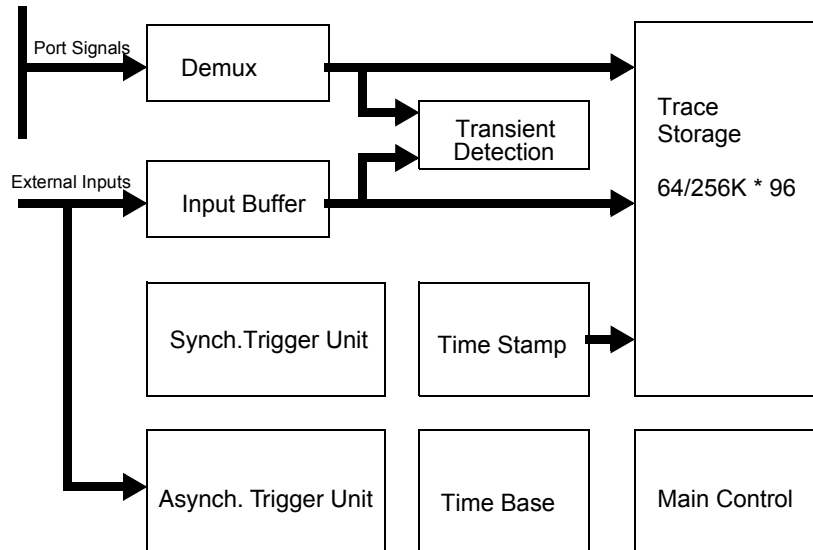 Port Signals
Demux
Transient
Detection
Trace
Storage
64/256K * 96
External Inputs
Input Buffer
Synch.Trigger Unit
Time Stamp
Asynch. Trigger Unit
Time Base
Main Control